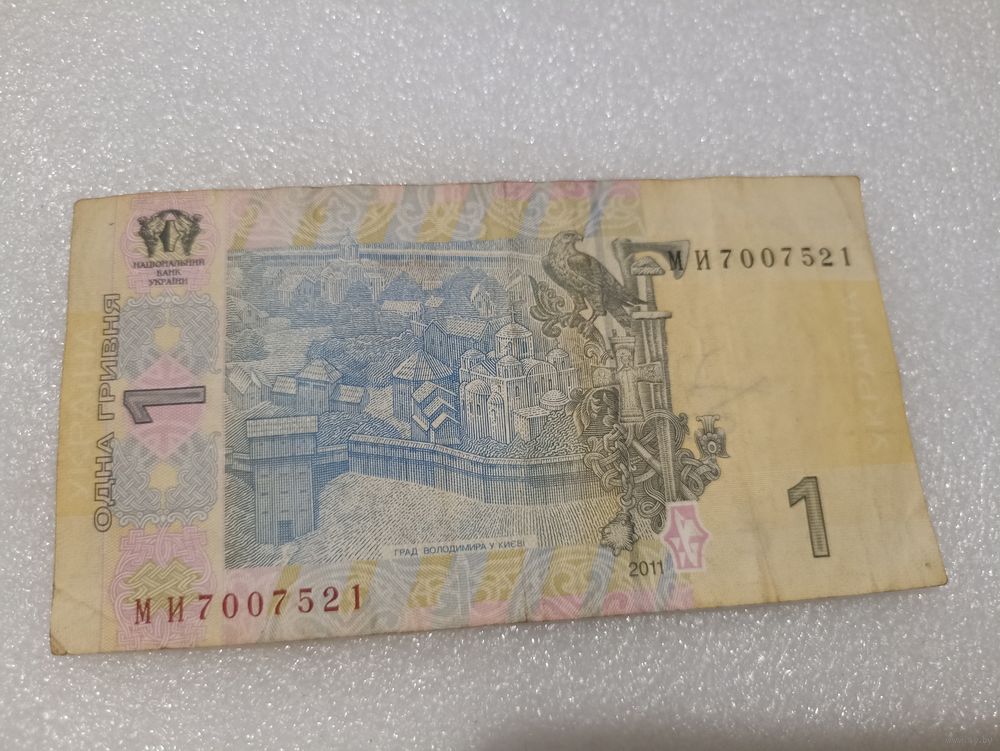 НАЦІОНАЛЬНИЙ
БАНК
УКРАЇНИ
МИ7007521
ОДНА ГРИВНЯ
1
1
ГРАД ВОЛОДИМИРА У КИЄВІ
2011
МИ7007521